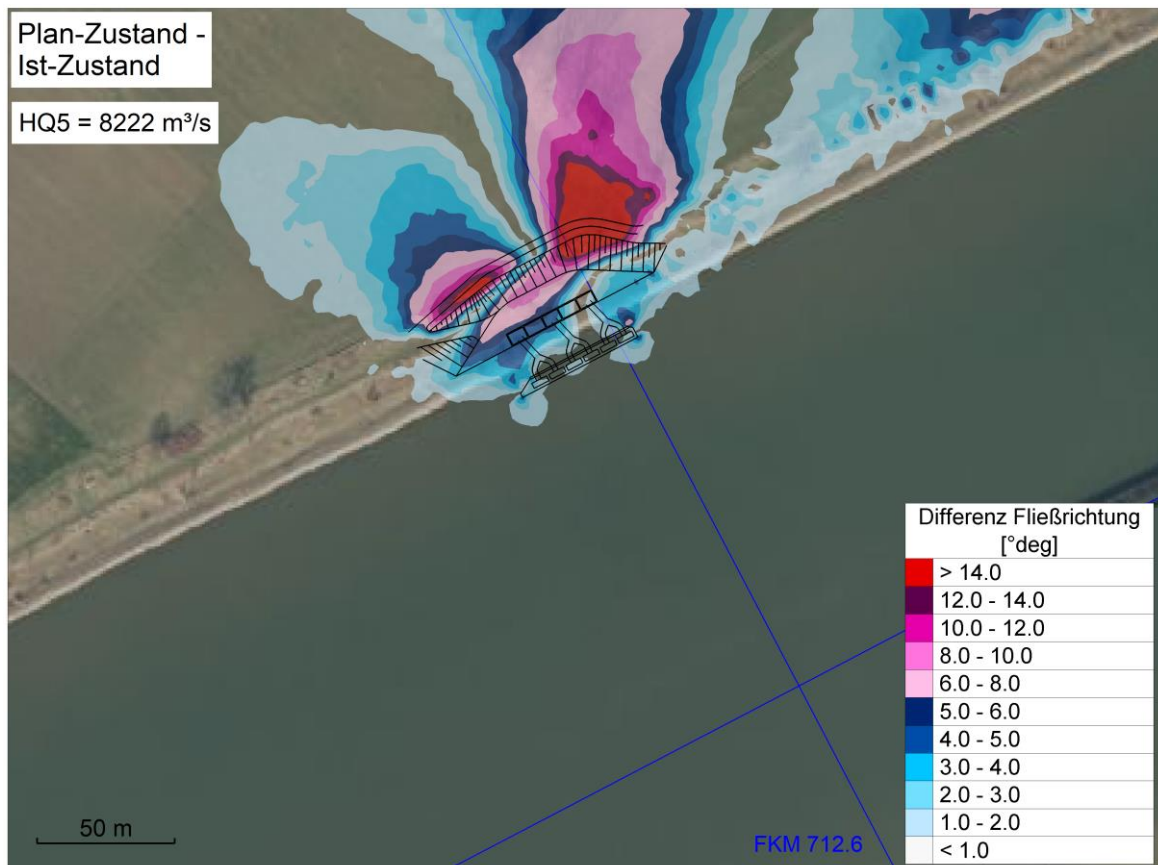 Plan-Zustand -
Ist-Zustand
HQ5 = 8222 m³/s
Differenz Fließrichtung
[°deg]
> 14.0
12.0 - 14.0
10.0 - 12.0
8.0 - 10.0
6.0 - 8.0
5.0 - 6.0
4.0 - 5.0
3.0 - 4.0
2.0 - 3.0
1.0 - 2.0
< 1.0
50 m
FKM 712.6